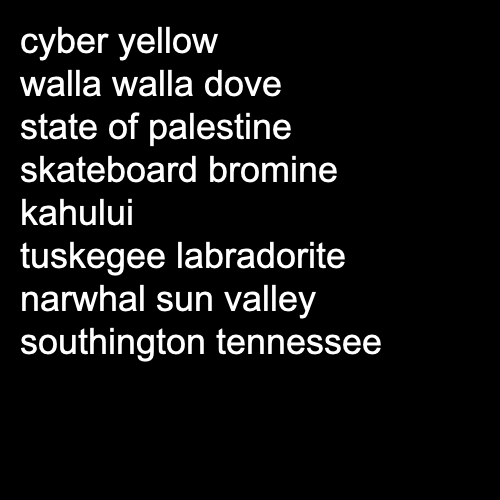 cyber yellow
walla walla dove
state of palestine
skateboard bromine
kahului
tuskegee labradorite
narwhal sun valley
southington tennessee